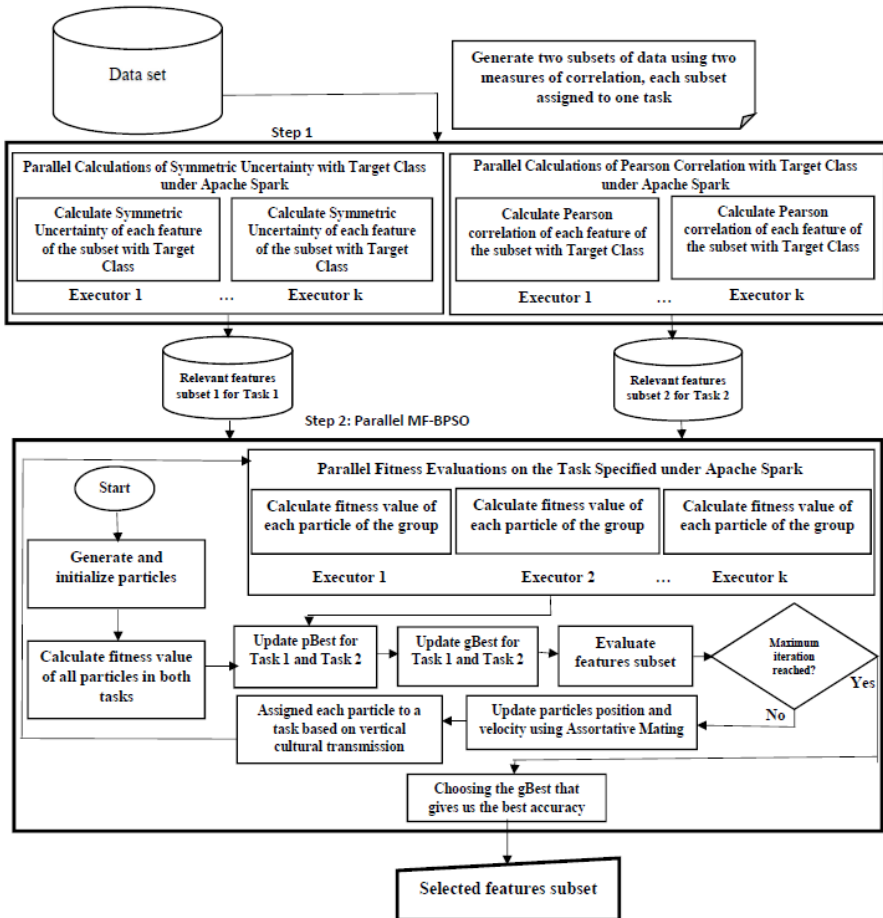 Data set
Generate two subsets of data using two
measures of correlation, each subset
assigned to one task
Step 1
Parallel Calculations of Symmetric Uncertainty with Target Class
under Apache Spark
Calculate Symmetric
Uncertainty of each feature
of the subset with Target
Class
Calculate Symmetric
Uncertainty of each feature
of the subset with Target
Class
Executor 1
...
Executor k
Parallel Calculations of Pearson Correlation with Target Class
under Apache Spark
Calculate Pearson
correlation of each feature of
the subset with Target Class
Calculate Pearson
correlation of each feature of
the subset with Target Class
Executor 1
...
Executor k
Relevant features
subset 1 for Task 1
Relevant features
subset 2 for Task 2
Step 2: Parallel MF-BPSO
Parallel Fitness Evaluations on the Task Specified under Apache Spark
Calculate fitness value of
each particle of the group
Calculate fitness value of
each particle of the group
Calculate fitness value of
each particle of the group
Executor 1
Executor 2
...
Executor k
Start
Generate and
initialize particles
Calculate fitness value
of all particles in both
tasks
Update pBest for
Task 1 and Task 2
Update gBest for
Task 1 and Task 2
Evaluate
features subset
Maximum
iteration
reached?
Yes
No
Update particles position and
velocity using Assortative Mating
Assigned each particle to a
task based on vertical
cultural transmission
Choosing the gBest that
gives us the best accuracy
Selected features subset